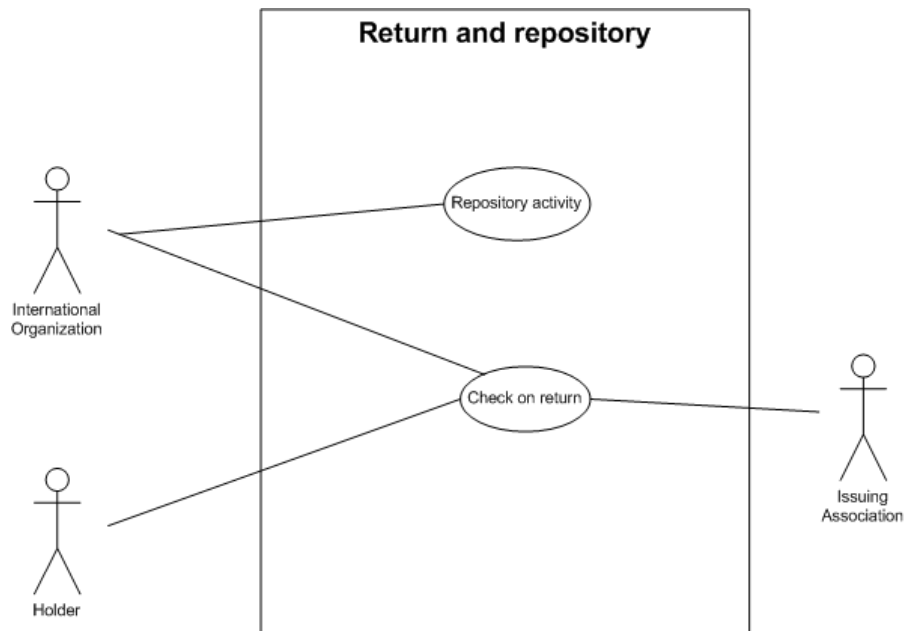 Return and repository
Repository activity
International
Organization
Check on return
Issuing
Association
Holder